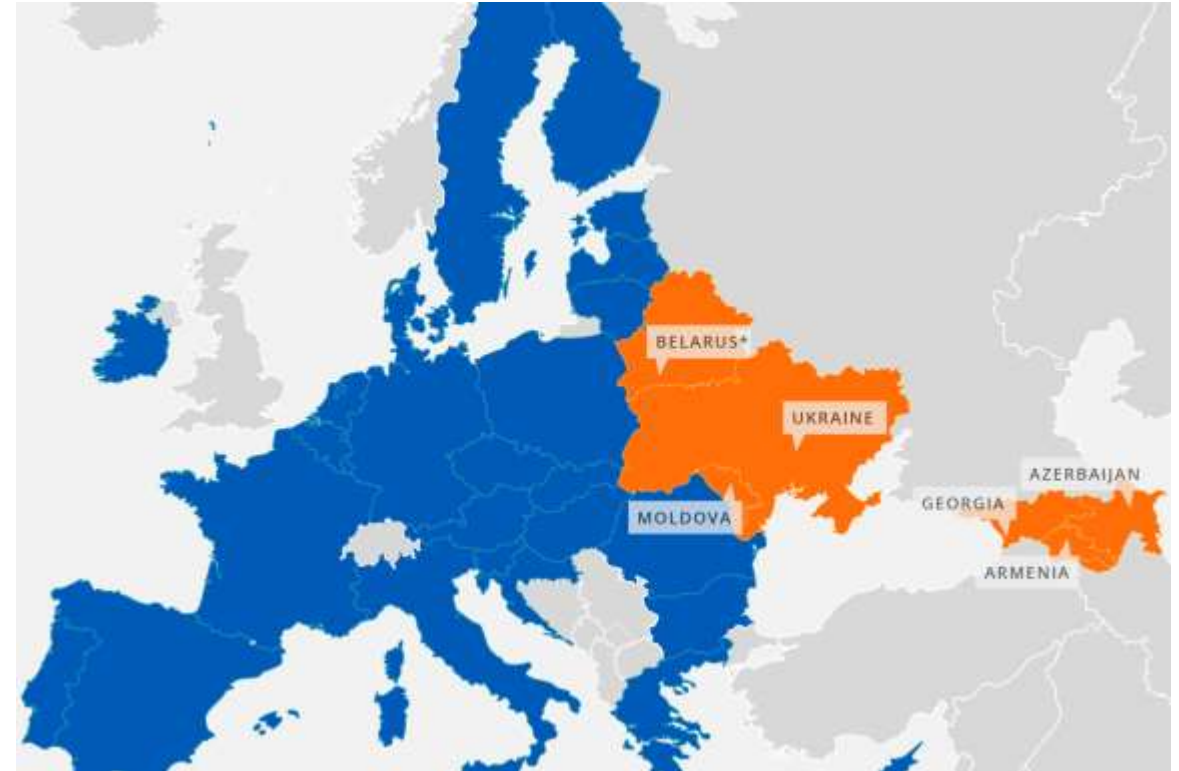 BELARUS*
UKRAINE
AZERBAIJAN
GEORGIA
MOLDOVA
ARMENIA